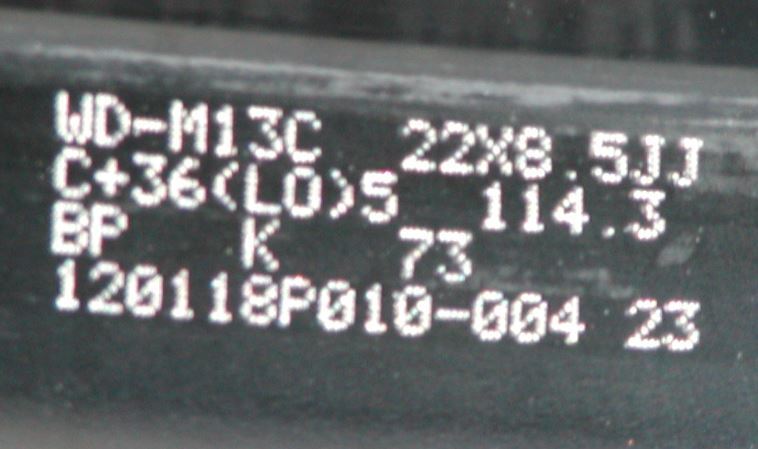 WD-M13C 22X8.5JJ
C+36(LO)5 114.3
BP K 73
120118P010-004 23